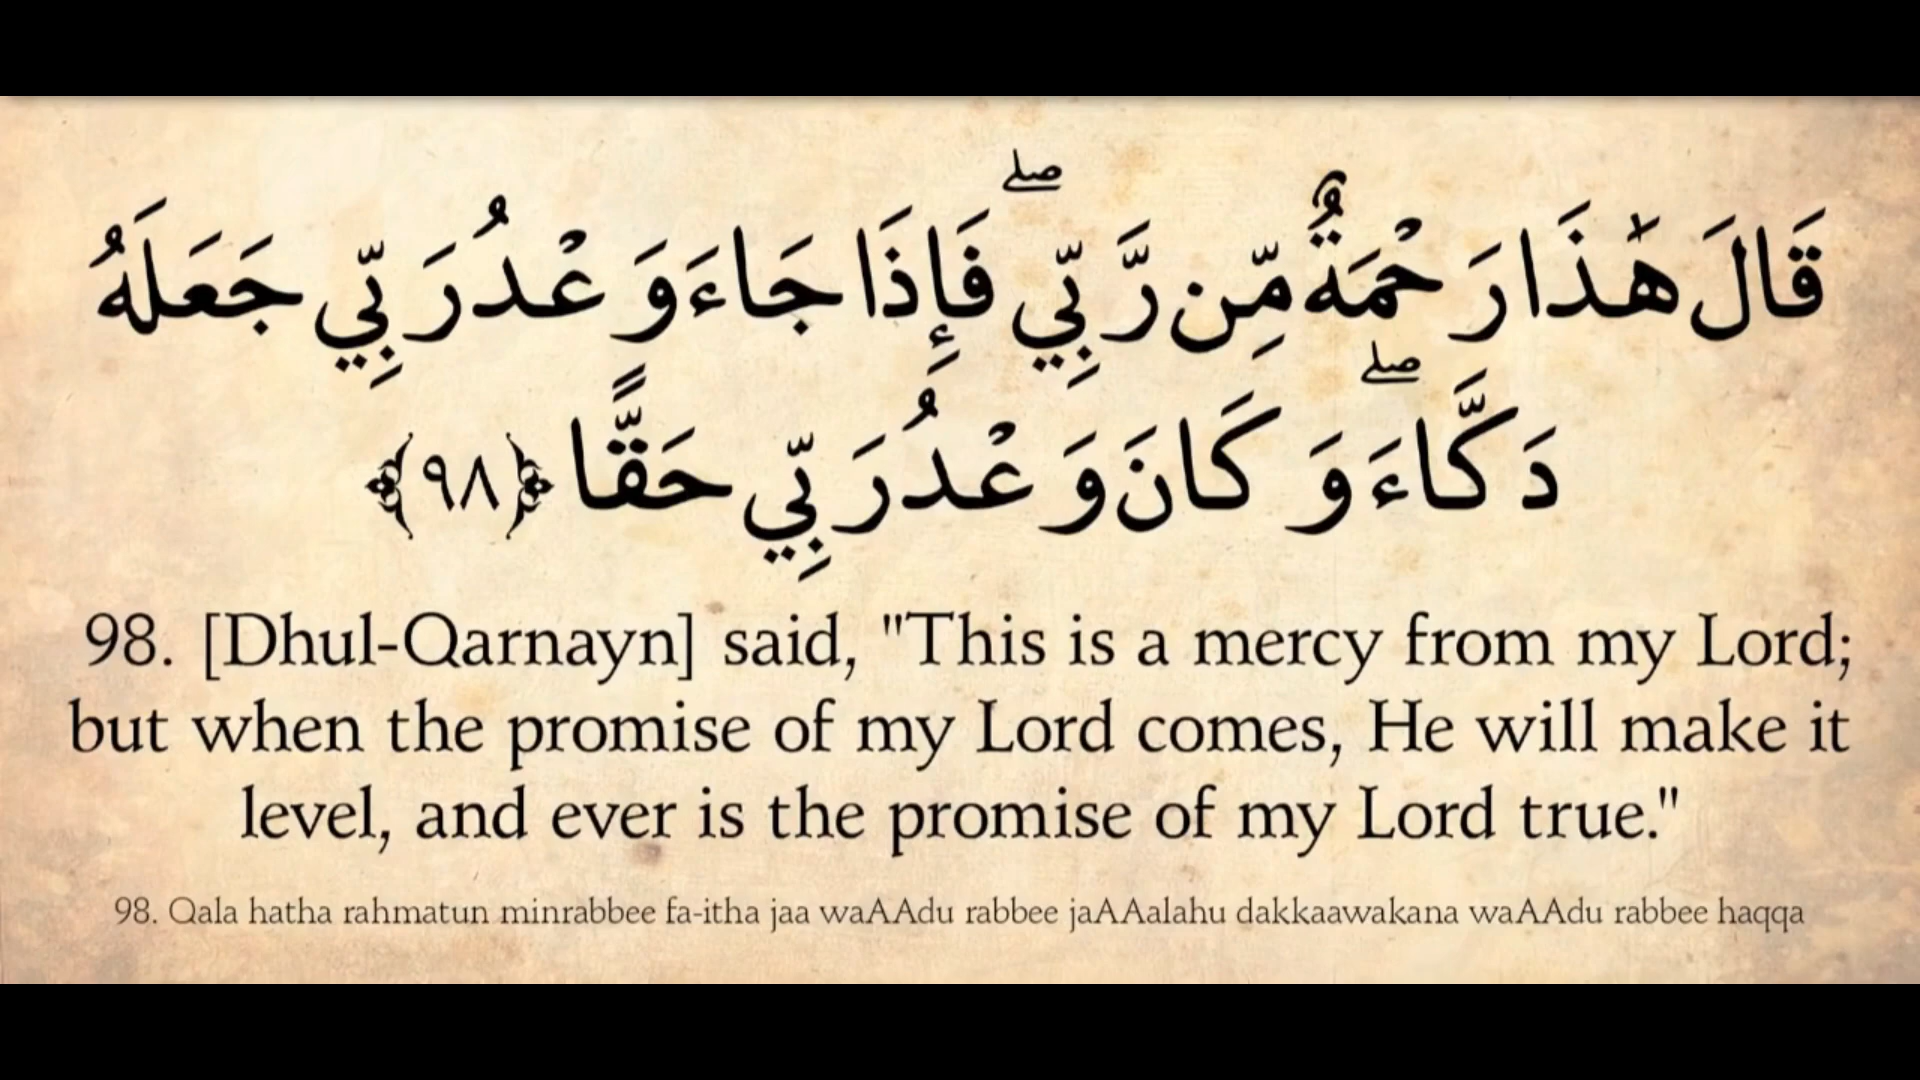 قَالَ هَٰذَا رَحْمَةٌ مِّن رَّبِّي ۖ فَإِذَا جَاءَ وَعْدُ رَبِّي جَعَلَهُ
دَكَّاءَ ۖ وَكَانَ وَعْدُ رَبِّي حَقًّا ﴿٩٨﴾
98. [Dhul-Qarnayn] said, "This is a mercy from my Lord;
but when the promise of my Lord comes, He will make it
level, and ever is the promise of my Lord true."
98. Qala hatha rahmatun minrabbee fa-itha jaa waAAdu rabbee jaAAalahu dakkaawakana waAAdu rabbee haqqa